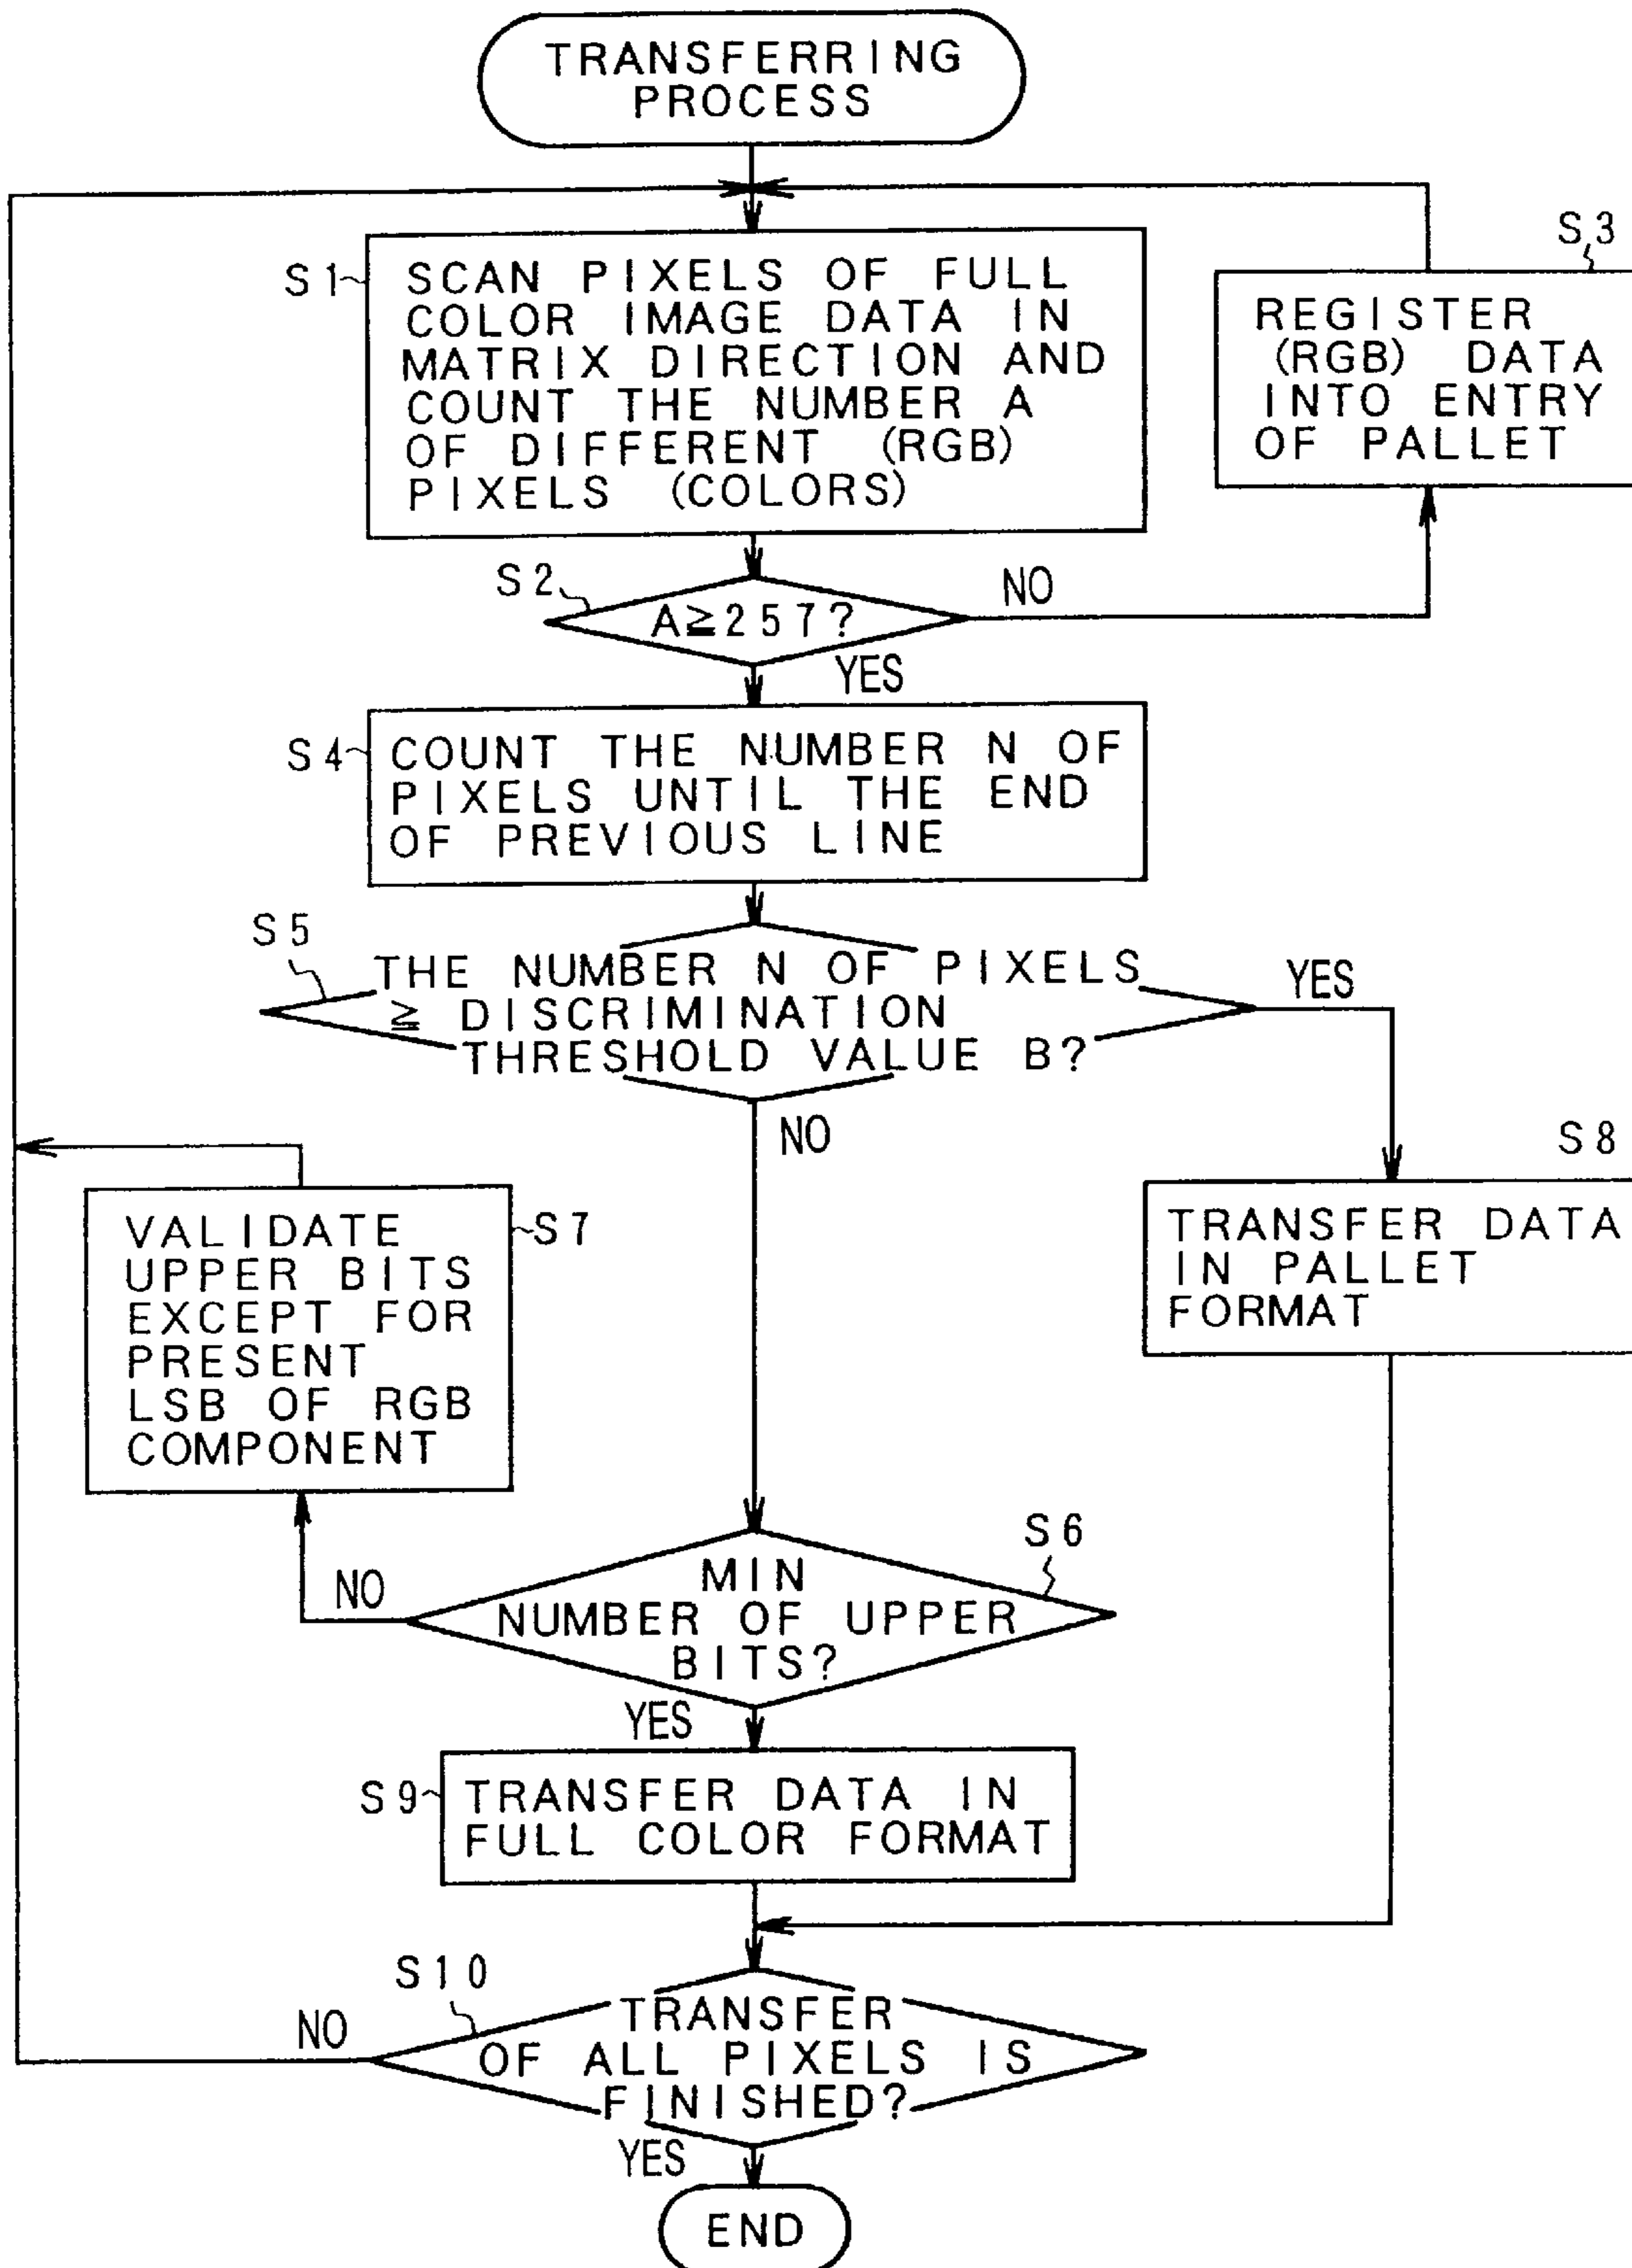 TRANSFERRING
PROCESS
S1
SCAN PIXELS OF FULL
COLOR IMAGE DATA IN
MATRIX DIRECTION AND
COUNT THE NUMBER A
OF DIFFERENT (RGB)
PIXELS (COLORS)
S3
REGISTER
(RGB) DATA
INTO ENTRY
OF PALLET
S2
A≧257?
NO
YES
S4
COUNT THE NUMBER N OF
PIXELS UNTIL THE END
OF PREVIOUS LINE
S5
THE NUMBER N OF PIXELS
≧ DISCRIMINATION
THRESHOLD VALUE B?
YES
NO
S8
TRANSFER DATA
IN PALLET
FORMAT
S7
VALIDATE
UPPER BITS
EXCEPT FOR
PRESENT
LSB OF RGB
COMPONENT
S6
MIN
NUMBER OF UPPER
BITS?
NO
YES
S9
TRANSFER DATA IN
FULL COLOR FORMAT
S10
TRANSFER
OF ALL PIXELS IS
FINISHED?
NO
YES
END